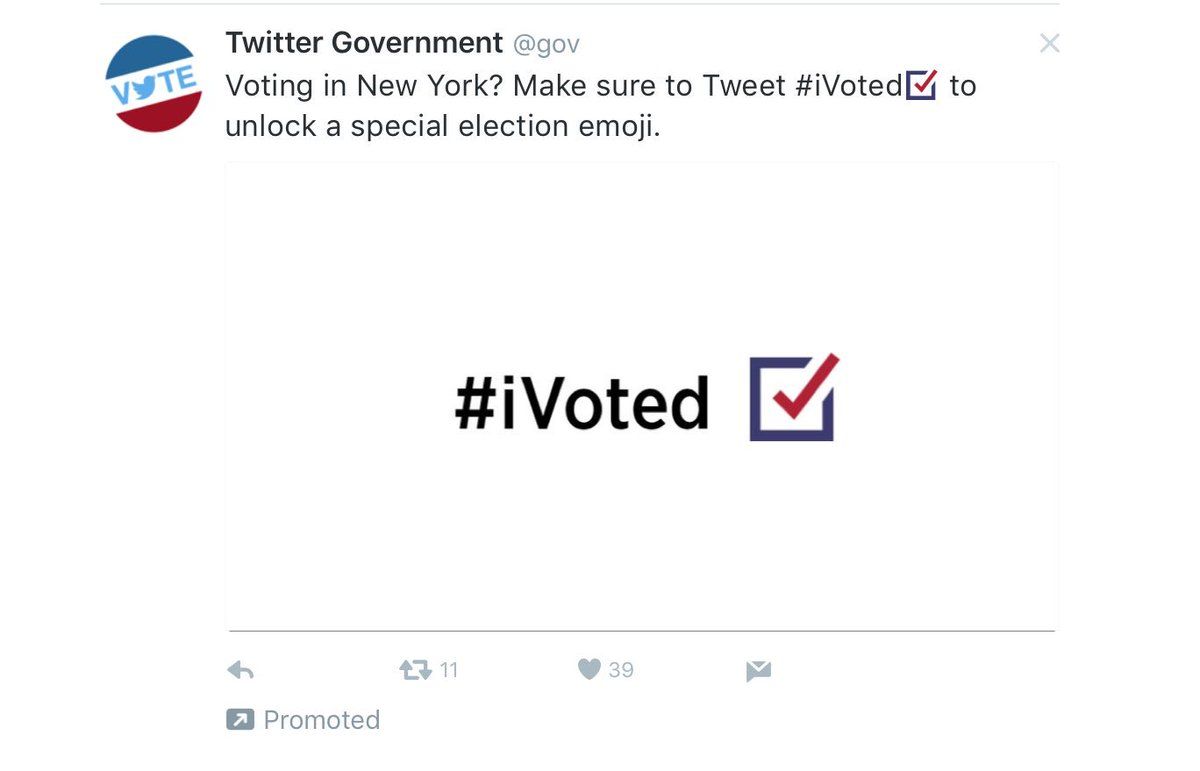 Twitter Government @gov
VOTE
Voting in New York? Make sure to Tweet #iVoted to
unlock a special election emoji.
#iVoted
11 39
Promoted